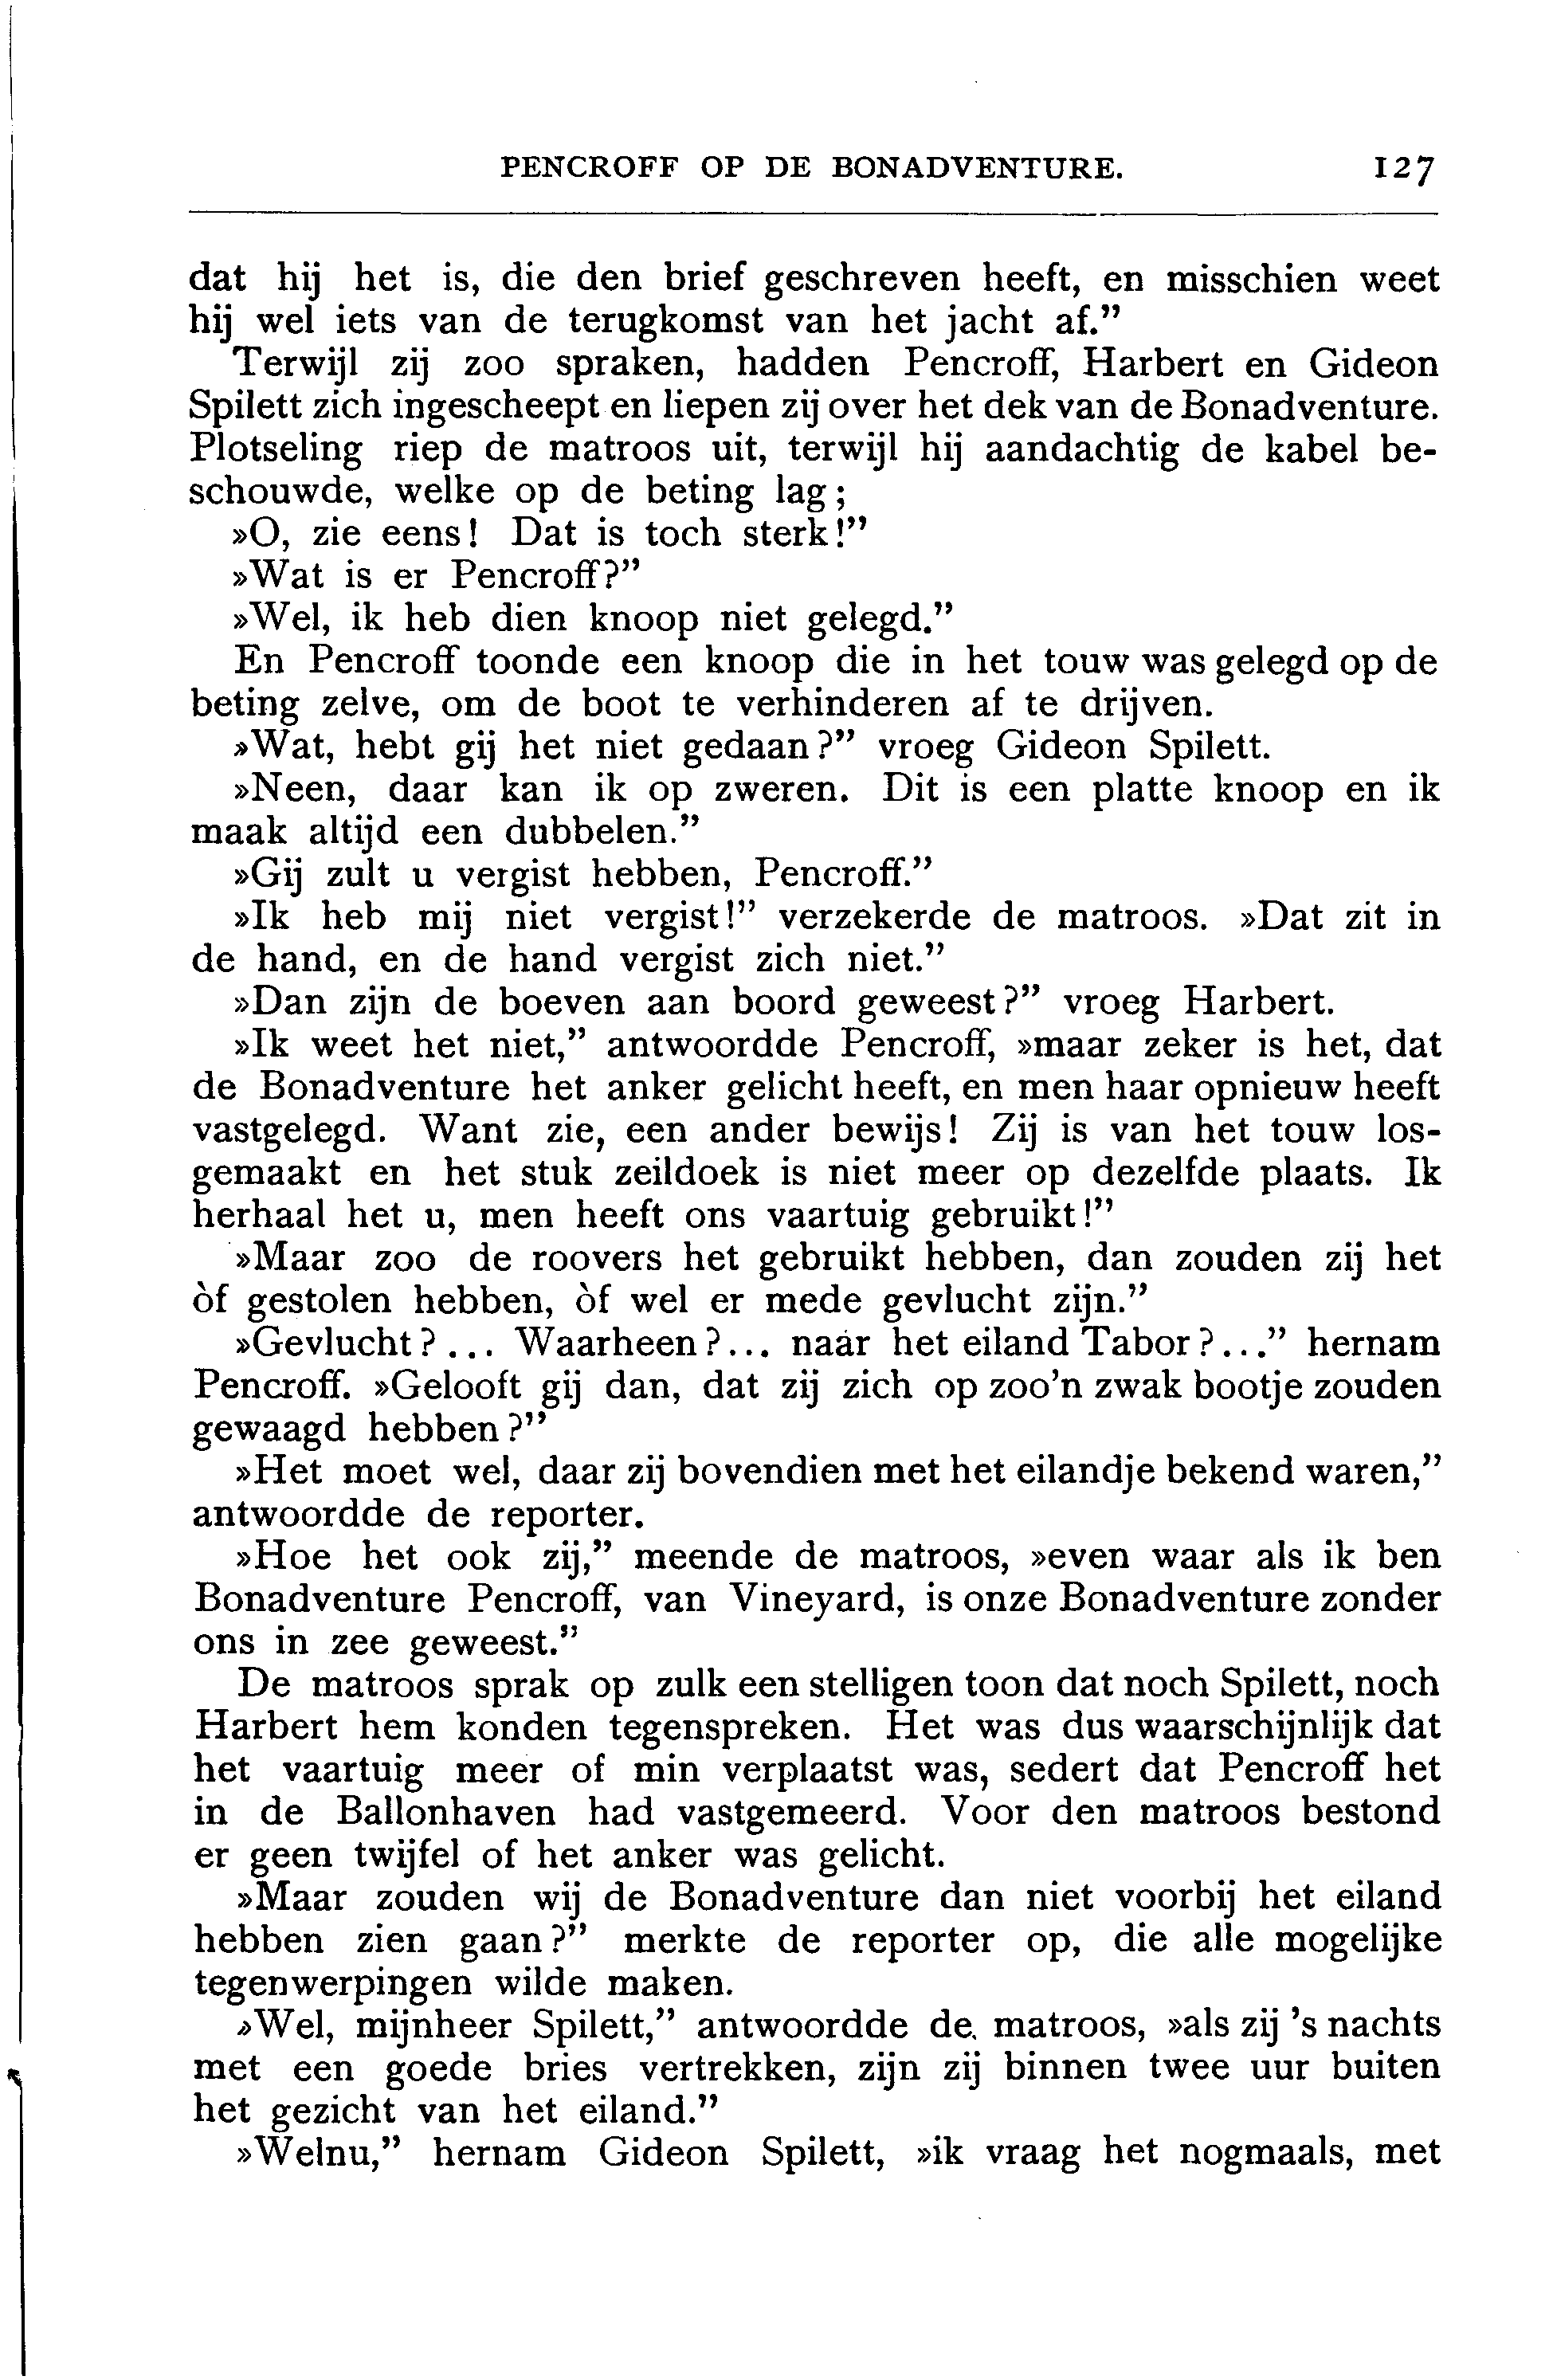 PENCROFF OP DE BONADVENTURE. 127
dat hij het is, die den brief geschreven heeft, en misschien weet
hij wel iets van de terugkomst van het jacht af.”
Terwijl zij zoo spraken, hadden Pencroff, Harbert en Gideon
Spilett zich ingescheept en liepen zij over het dek van de Bonadventure.
Plotseling riep de matroos uit, terwijl hij aandachtig de kabel be-
schouwde, welke op de beting lag;
»O, zie eens! Dat is toch sterk!”
»Wat is er Pencroff?”
»Wel, ik heb dien knoop niet gelegd.”
En Pencroff toonde een knoop die in het touw was gelegd op de
beting zelve, om de boot te verhinderen af te drijven.
»Wat, hebt gij het niet gedaan?” vroeg Gideon Spilett.
»Neen, daar kan ik op zweren. Dit is een platte knoop en ik
maak altijd een dubbelen.”
»Gij zult u vergist hebben, Pencroff.”
»Ik heb mij niet vergist!” verzekerde de matroos. »Dat zit in
de hand, en de hand vergist zich niet.”
»Dan zijn de boeven aan boord geweest?” vroeg Harbert.
»Ik weet het niet,” antwoordde Pencroff, »maar zeker is het, dat
de Bonadventure het anker gelicht heeft, en men haar opnieuw heeft
vastgelegd. Want zie, een ander bewijs! Zij is van het touw los-
gemaakt en het stuk zeildoek is niet meer op dezelfde plaats. Ik
herhaal het u, men heeft ons vaartuig gebruikt!”
»Maar zoo de roovers het gebruikt hebben, dan zouden zij het
òf gestolen hebben, òf wel er mede gevlucht zijn.”
»Gevlucht?... Waarheen?... naar het eiland Tabor?...” hernam
Pencroff. »Gelooft gij dan, dat zij zich op zoo’n zwak bootje zouden
gewaagd hebben?”
»Het moet wel, daar zij bovendien met het eilandje bekend waren,”
antwoordde de reporter.
»Hoe het ook zij,” meende de matroos, »even waar als ik ben
Bonadventure Pencroff, van Vineyard, is onze Bonadventure zonder
ons in zee geweest.”
De matroos sprak op zulk een stelligen toon dat noch Spilett, noch
Harbert hem konden tegenspreken. Het was dus waarschijnlijk dat
het vaartuig meer of min verplaatst was, sedert dat Pencroff het
in de Ballonhaven had vastgemeerd. Voor den matroos bestond
er geen twijfel of het anker was gelicht.
»Maar zouden wij de Bonadventure dan niet voorbij het eiland
hebben zien gaan?” merkte de reporter op, die alle mogelijke
tegenwerpingen wilde maken.
»Wel, mijnheer Spilett,” antwoordde de matroos, »als zij ’s nachts
met een goede bries vertrekken, zijn zij binnen twee uur buiten
het gezicht van het eiland.”
»Welnu,” hernam Gideon Spilett, »ik vraag het nogmaals, met